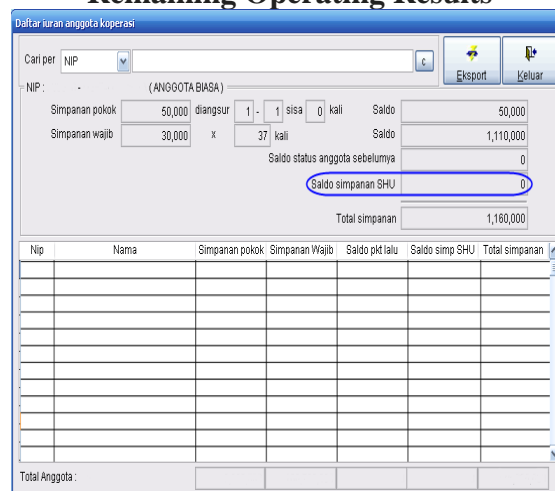 Remaining Operating Results
Daftar iuran anggota koperasi
Cari per NIP c Eksport Keluar
NIP : - ( ANGGOTA BIASA )
Simpanan pokok 50,000 diangsur 1 - 1 sisa 0 kali Saldo 50,000
Simpanan wajib 30,000 x 37 kali Saldo 1,110,000
Saldo status anggota sebelumya 0
Saldo simpanan SHU 0
Total simpanan 1,160,000
Nip Nama Simpanan pokok Simpanan Wajib Saldo pkt lalu Saldo simp SHU Total simpanan
Total Anggota :